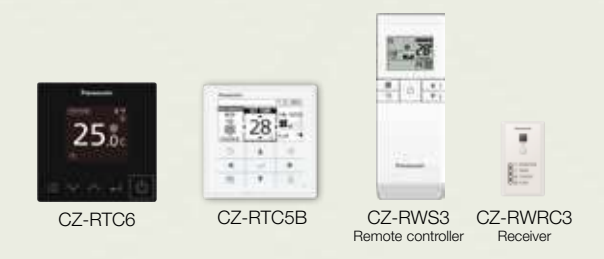 Panasonic
25.0c
CZ-RTC6
Panasonic
28
CZ-RTC5B
28
Panasonic
CZ-RWS3
Remote controller
CZ-RWRC3
Receiver